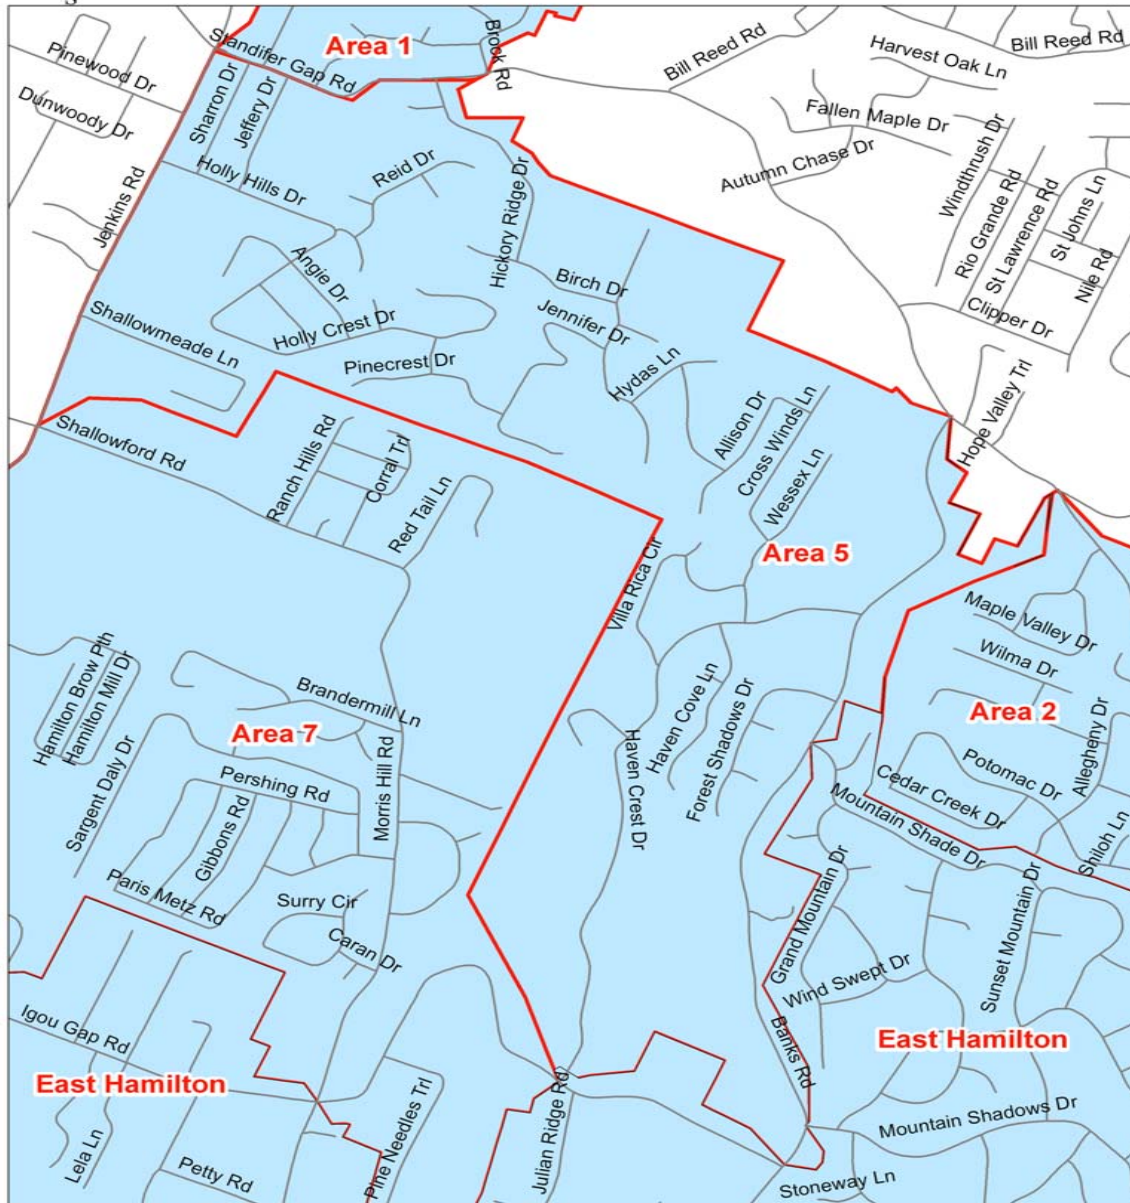 Area 1
Brock Rd
Bill Reed Rd
Bill Reed Rd
Standifer Gap Rd
Harvest Oak Ln
Pinewood Dr
Dunwoody Dr
Sharron Dr
Jeffery Dr
Fallen Maple Dr
Autumn Chase Dr
Windthrush Dr
Reid Dr
Holly Hills Dr
Jenkins Rd
Hickory Ridge Dr
Rio Grande Rd
St Lawrence Rd
St Johns Ln
Nile Rd
Angie Dr
Birch Dr
Jennifer Dr
Clipper Dr
Shallowmeade Ln
Holly Crest Dr
Pinecrest Dr
Hydas Ln
Hope Valley Trl
Allison Dr
Cross Winds Ln
Wessex Ln
Shallowford Rd
Ranch Hills Rd
Corral Trl
Red Tail Ln
Area 5
Villa Rica Cir
Maple Valley Dr
Wilma Dr
Hamilton Brow Pth
Hamilton Mill Dr
Brandermill Ln
Area 7
Haven Cove Ln
Forest Shadows Dr
Haven Crest Dr
Area 2
Allegheny Dr
Sargent Daly Dr
Pershing Rd
Gibbons Rd
Morris Hill Rd
Potomac Dr
Cedar Creek Dr
Mountain Shade Dr
Shiloh Ln
Paris Metz Rd
Surry Cir
Caran Dr
Grand Mountain Dr
Sunset Mountain Dr
Wind Swept Dr
Igou Gap Rd
East Hamilton
Banks Rd
East Hamilton
Lela Ln
Petty Rd
Pine Needles Trl
Julian Ridge Rd
Mountain Shadows Dr
Stoneway Ln